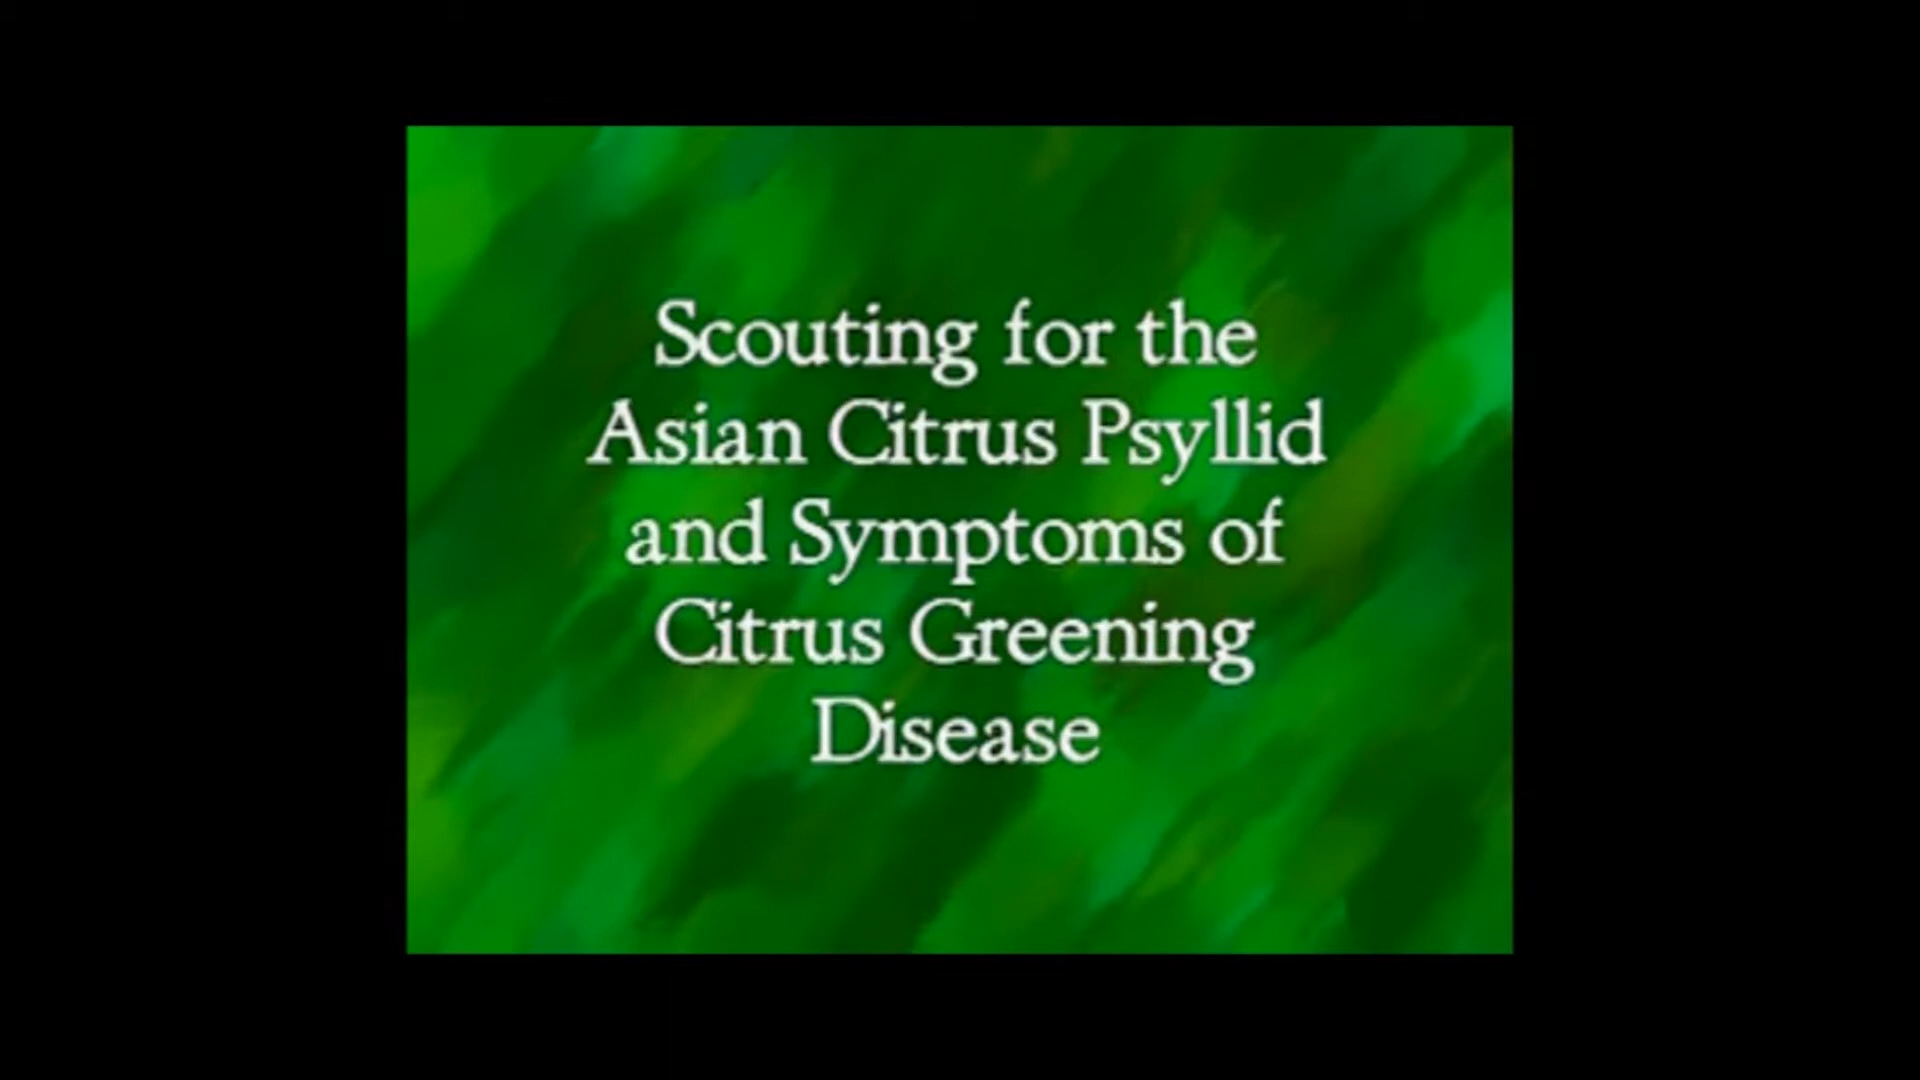 Scouting for the
Asian Citrus Psyllid
and Symptoms of
Citrus Greening
Disease